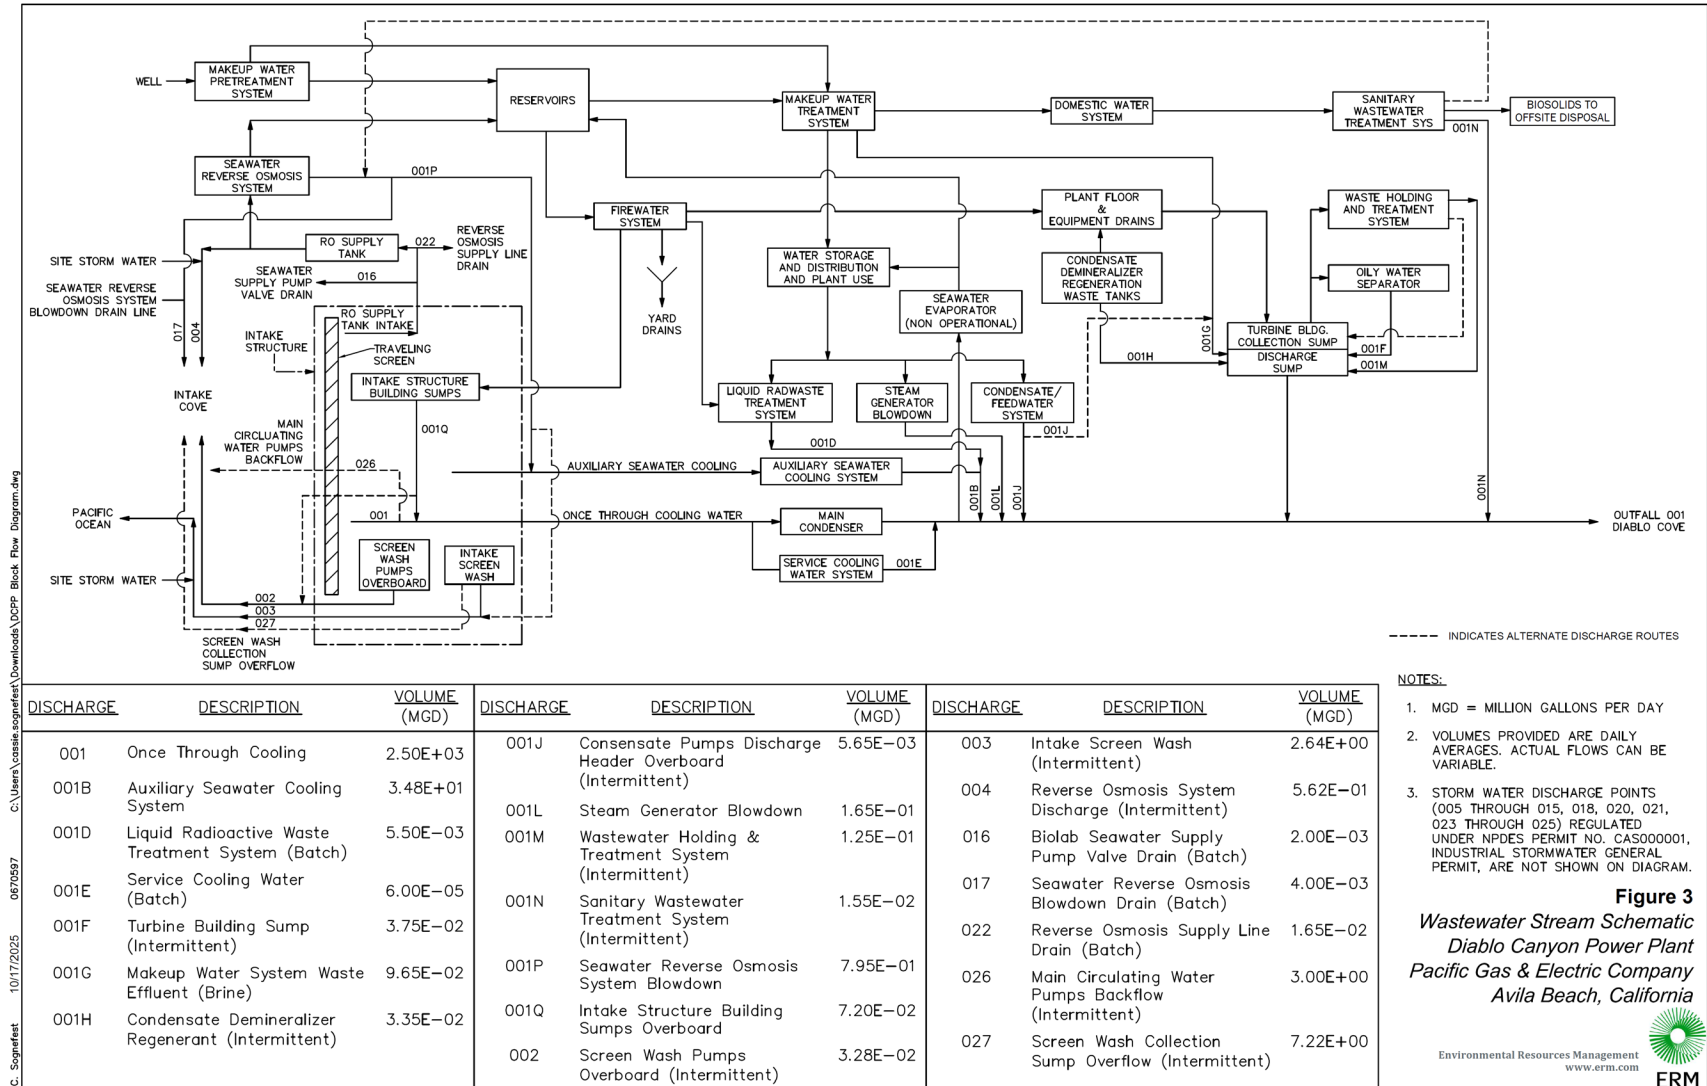 WELL
MAKEUP WATER
PRETREATMENT
SYSTEM
RESERVOIRS
MAKEUP WATER
TREATMENT
SYSTEM
DOMESTIC WATER
SYSTEM
SANITARY
WASTEWATER
TREATMENT SYS
BIOSOLIDS TO
OFFSITE DISPOSAL
001N
SEAWATER
REVERSE OSMOSIS
SYSTEM
001P
FIREWATER
SYSTEM
PLANT FLOOR
&
EQUIPMENT DRAINS
WASTE HOLDING
AND TREATMENT
SYSTEM
RO SUPPLY
TANK
022
REVERSE
OSMOSIS
SUPPLY LINE
DRAIN
SITE STORM WATER
SEAWATER
SUPPLY PUMP
VALVE DRAIN
016
WATER STORAGE
AND DISTRIBUTION
AND PLANT USE
CONDENSATE
DEMINERALIZER
REGENERATION
WASTE TANKS
OILY WATER
SEPARATOR
SEAWATER REVERSE
OSMOSIS SYSTEM
BLOWDOWN DRAIN LINE
017
004
RO SUPPLY
TANK INTAKE
YARD
DRAINS
SEAWATER
EVAPORATOR
(NON OPERATIONAL)
INTAKE
STRUCTURE
TRAVELING
SCREEN
001G
TURBINE BLDG.
COLLECTION SUMP
DISCHARGE
SUMP
001F
001M
001H
INTAKE STRUCTURE
BUILDING SUMPS
INTAKE
COVE
LIQUID RADWASTE
TREATMENT
SYSTEM
STEAM
GENERATOR
BLOWDOWN
CONDENSATE/
FEEDWATER
SYSTEM
001J
MAIN
CIRCLUATING
WATER PUMPS
BACKFLOW
001Q
001D
026
AUXILIARY SEAWATER COOLING
AUXILIARY SEAWATER
COOLING SYSTEM
001B
001L
001J
001N
PACIFIC
OCEAN
001
ONCE THROUGH COOLING WATER
MAIN
CONDENSER
OUTFALL 001
DIABLO COVE
SCREEN
WASH
PUMPS
OVERBOARD
INTAKE
SCREEN
WASH
SERVICE COOLING
WATER SYSTEM
001E
SITE STORM WATER
002
003
027
SCREEN WASH
COLLECTION
SUMP OVERFLOW
INDICATES ALTERNATE DISCHARGE ROUTES
DISCHARGE DESCRIPTION VOLUME
(MGD)
001 Once Through Cooling 2.50E+03
001B Auxiliary Seawater Cooling 3.48E+01
System
001D Liquid Radioactive Waste 5.50E-03
Treatment System (Batch)
001E Service Cooling Water 6.00E-05
(Batch)
001F Turbine Building Sump 3.75E-02
(Intermittent)
001G Makeup Water System Waste 9.65E-02
Effluent (Brine)
001H Condensate Demineralizer 3.35E-02
Regenerant (Intermittent)
DISCHARGE DESCRIPTION VOLUME
(MGD)
001J Consensate Pumps Discharge 5.65E-03
Header Overboard
(Intermittent)
001L Steam Generator Blowdown 1.65E-01
001M Wastewater Holding & 1.25E-01
Treatment System
(Intermittent)
001N Sanitary Wastewater 1.55E-02
Treatment System
(Intermittent)
001P Seawater Reverse Osmosis 7.95E-01
System Blowdown
001Q Intake Structure Building 7.20E-02
Sumps Overboard
002 Screen Wash Pumps 3.28E-02
Overboard (Intermittent)
DISCHARGE DESCRIPTION VOLUME
(MGD)
003 Intake Screen Wash 2.64E+00
(Intermittent)
004 Reverse Osmosis System 5.62E-01
Discharge (Intermittent)
016 Biolab Seawater Supply 2.00E-03
Pump Valve Drain (Batch)
017 Seawater Reverse Osmosis 4.00E-03
Blowdown Drain (Batch)
022 Reverse Osmosis Supply Line 1.65E-02
Drain (Batch)
026 Main Circulating Water 3.00E+00
Pumps Backflow
(Intermittent)
027 Screen Wash Collection 7.22E+00
Sump Overflow (Intermittent)
NOTES:
1. MGD = MILLION GALLONS PER DAY
2. VOLUMES PROVIDED ARE DAILY
AVERAGES. ACTUAL FLOWS CAN BE
VARIABLE.
3. STORM WATER DISCHARGE POINTS
(005 THROUGH 015, 018, 020, 021,
023 THROUGH 025) REGULATED
UNDER NPDES PERMIT NO. CAS000001,
INDUSTRIAL STORMWATER GENERAL
PERMIT, ARE NOT SHOWN ON DIAGRAM.
Figure 3
Wastewater Stream Schematic
Diablo Canyon Power Plant
Pacific Gas & Electric Company
Avila Beach, California
Environmental Resources Management
www.erm.com
ERM
C. Sognefest 10/17/2025 0670597 c:\Users\cassie.sognefest\Downloads\DCPP P Block Flow Diagram.dwg